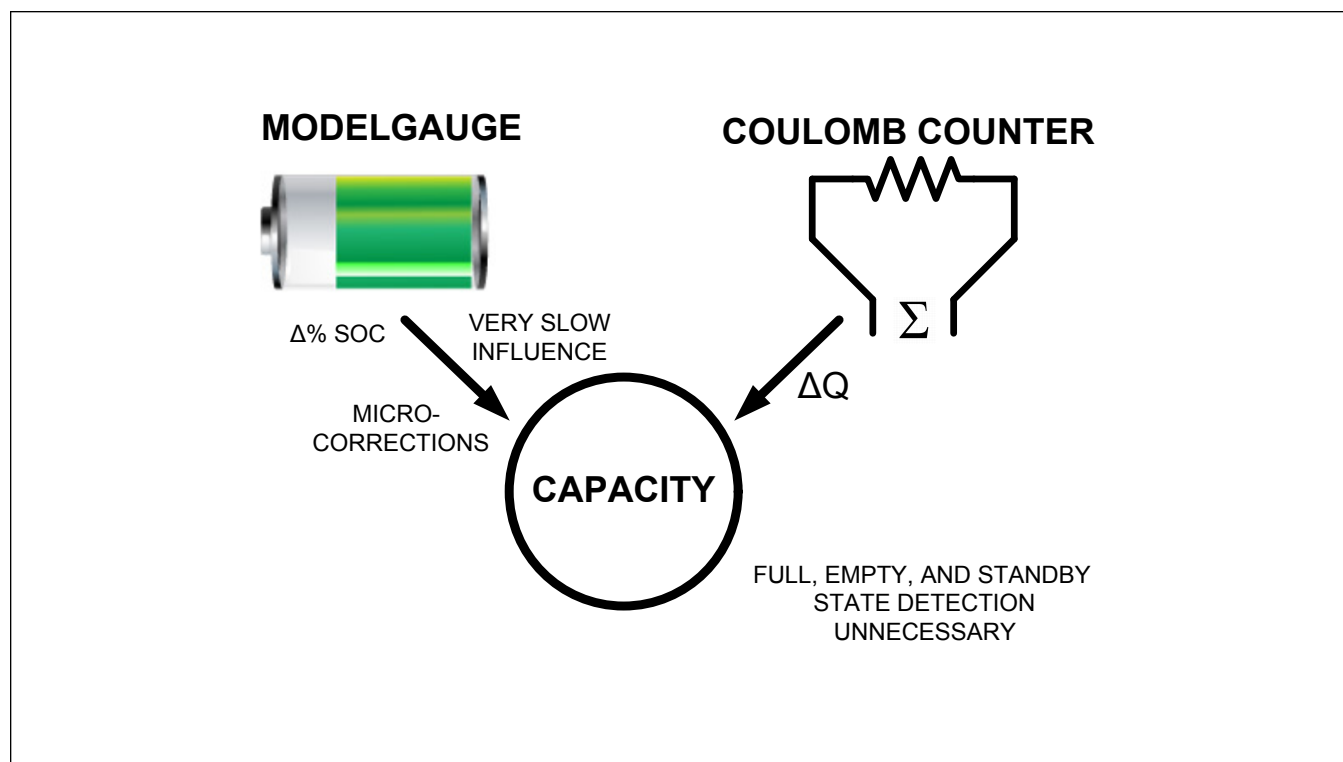 MODELGAUGE
COULOMB COUNTER
Σ
Δ% SOC
VERY SLOW
INFLUENCE
ΔQ
MICRO-
CORRECTIONS
CAPACITY
FULL, EMPTY, AND STANDBY
STATE DETECTION
UNNECESSARY